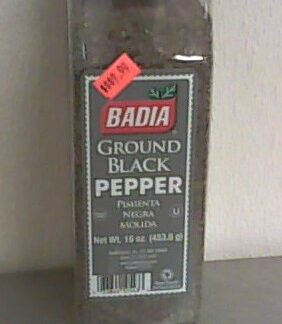 BADIA
GROUND
BLACK
PEPPER
PIMIENTA
NEGRA
MOLIDA
Net Wt. 16 oz. (453.6 g)